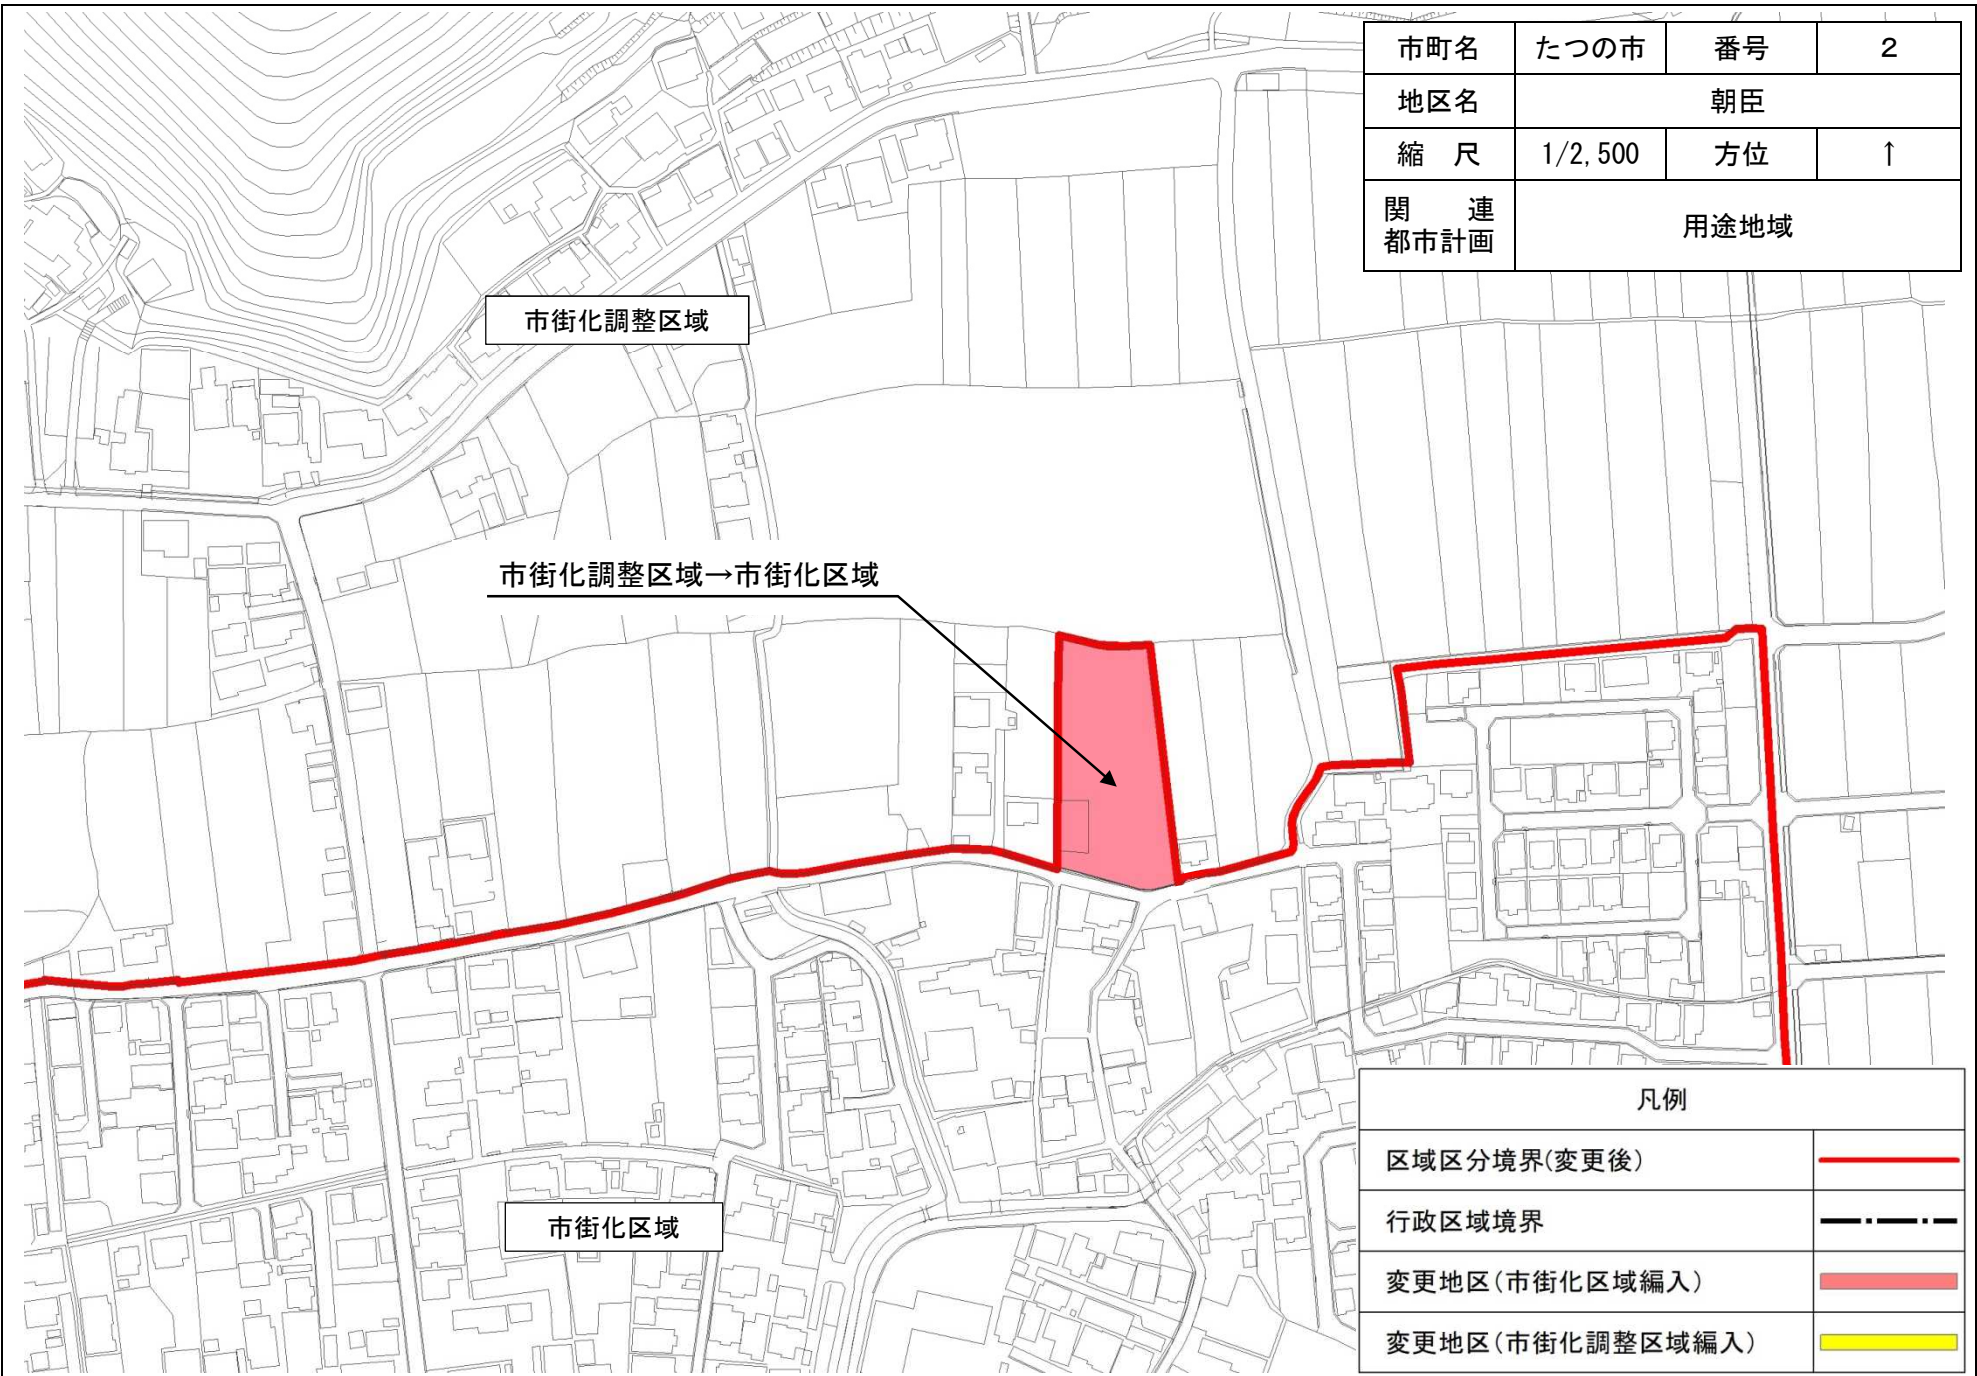 市町名 たつの市 番号 2
地区名 朝臣
縮 尺 1/2,500 方位 ↑
関 連
都市計画 用途地域
市街化調整区域
市街化調整区域→市街化区域
市街化区域
凡例
区域区分境界(変更後)
行政区域境界
変更地区(市街化区域編入)
変更地区(市街化調整区域編入)